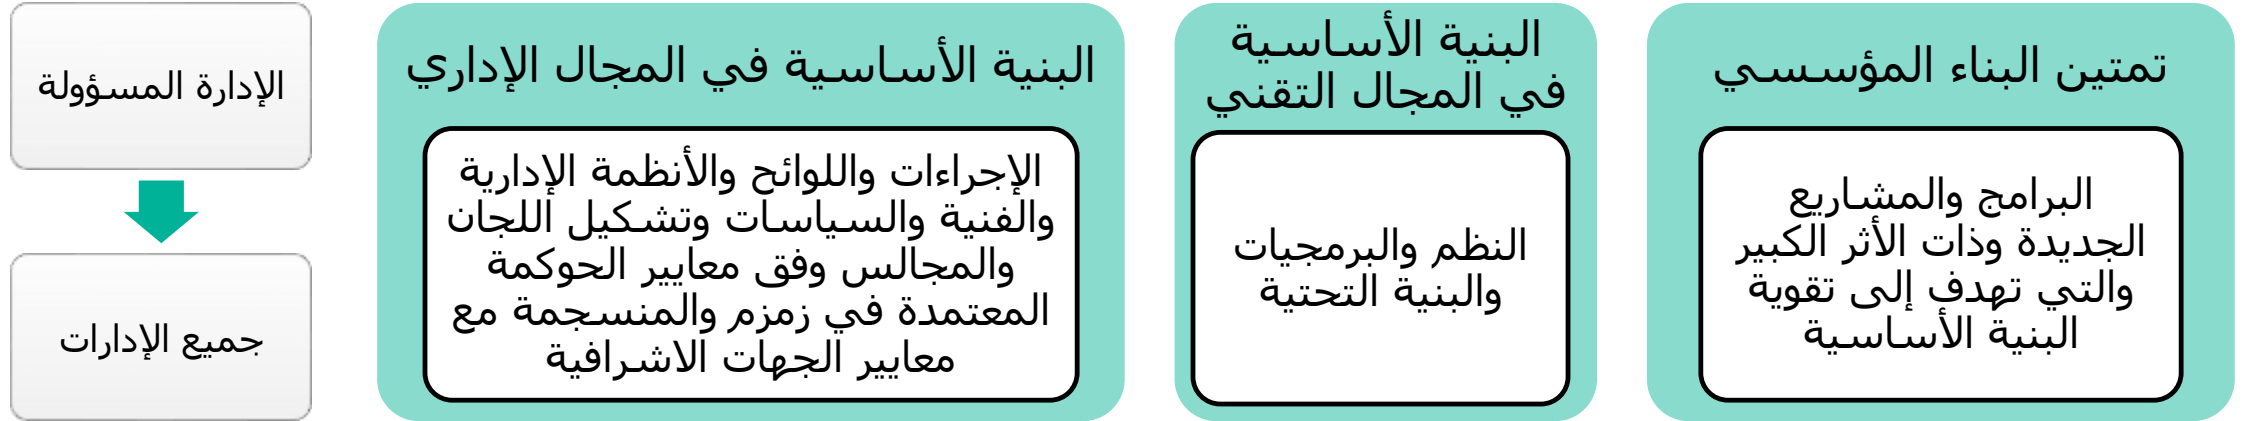 تمتين البناء المؤسسي
البرامج والمشاريع
الجديدة وذات الأثر الكبير
والتي تهدف إلى تقوية
البنية الأساسية
البنية الأساسية
في المجال التقني
النظم والبرمجيات
والبنية التحتية
البنية الأساسية في المجال الإداري
الإجراءات واللوائح والأنظمة الإدارية
والفنية والسياسات وتشكيل اللجان
والمجالس وفق معايير الحوكمة
المعتمدة في زمزم والمنسجمة مع
معايير الجهات الاشرافية
الإدارة المسؤولة
جميع الإدارات